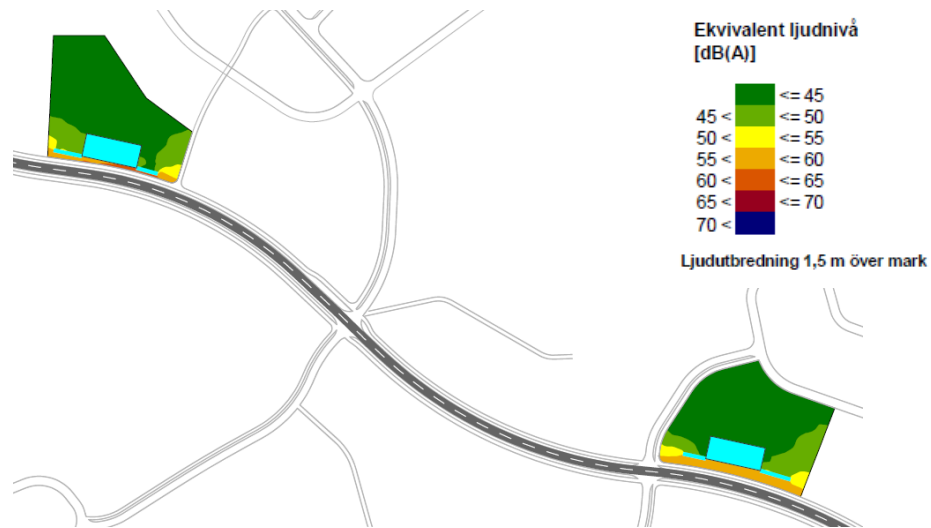 Ekvivalent ljudnivå
[dB(A)]
<= 45
45 < <= 50
50 < <= 55
55 < <= 60
60 < <= 65
65 < <= 70
70 <
Ljudutbredning 1,5 m över mark